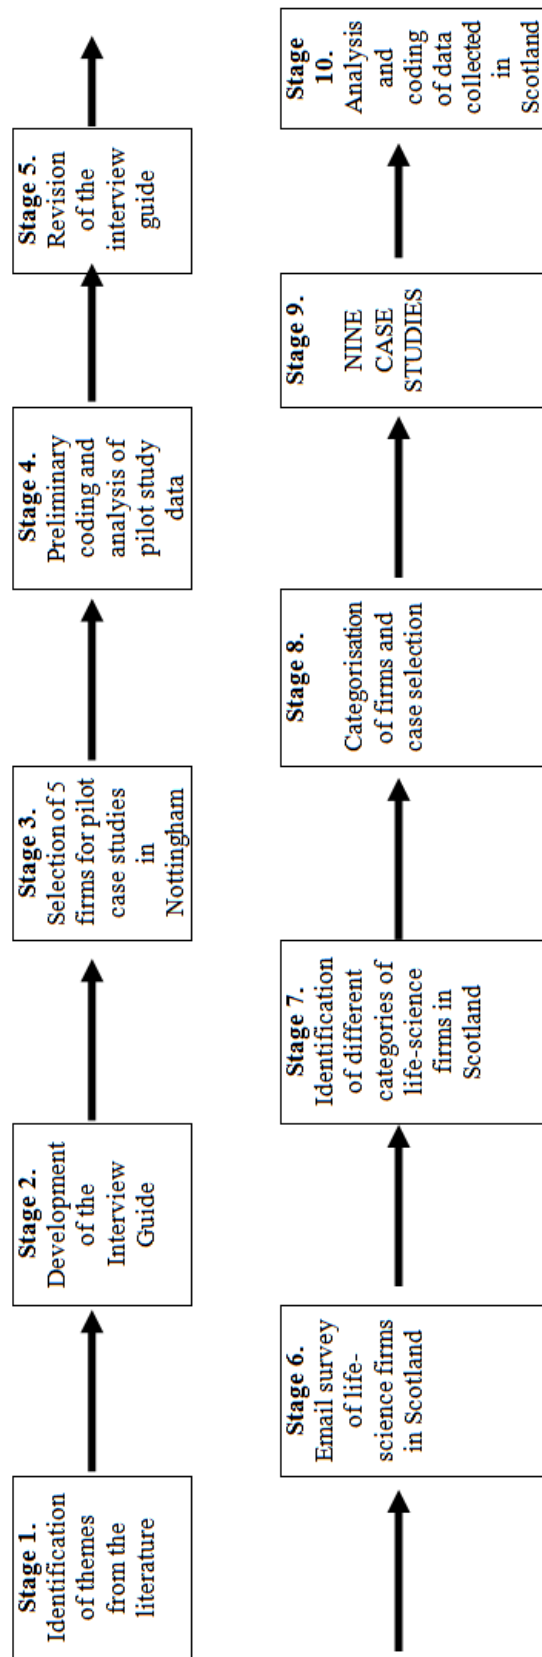 Stage 1.
Identification
of themes
from the
literature
Stage 2.
Development
of the
Interview
Guide
Stage 3.
Selection of 5
firms for pilot
case studies
in
Nottingham
Stage 4.
Preliminary
coding and
analysis of
pilot study
data
Stage 5.
Revision
of the
interview
guide
Stage 6.
Email survey
of life-
science firms
in Scotland
Stage 7.
Identification
of different
categories of
life-science
firms in
Scotland
Stage 8.
Categorisation
of firms and
case selection
Stage 9.
NINE
CASE
STUDIES
Stage
10.
Analysis
and
coding
of data
collected
in
Scotland